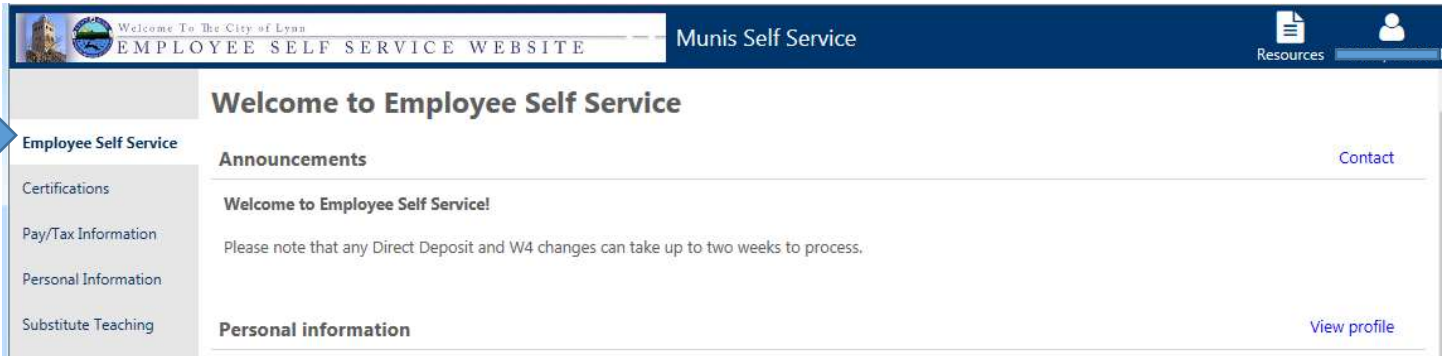 Welcome To The City of Lynn
EMPLOYEE SELF SERVICE WEBSITE
Munis Self Service
Resources
Welcome to Employee Self Service
Employee Self Service
Certifications
Pay/Tax Information
Personal Information
Substitute Teaching
Announcements
Contact
Welcome to Employee Self Service!
Please note that any Direct Deposit and W4 changes can take up to two weeks to process.
Personal information
View profile